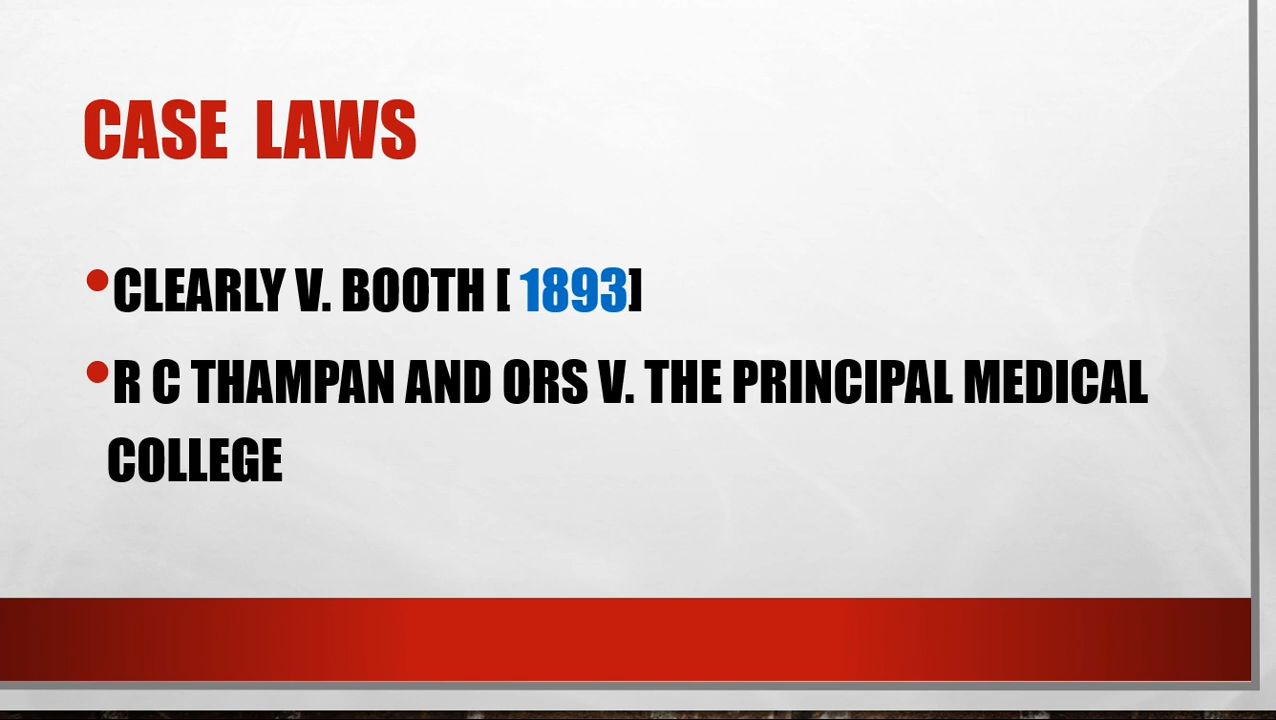 CASE LAWS
•CLEARLY V. BOOTH [ 1893]
•R C THAMPAN AND ORS V. THE PRINCIPAL MEDICAL
COLLEGE